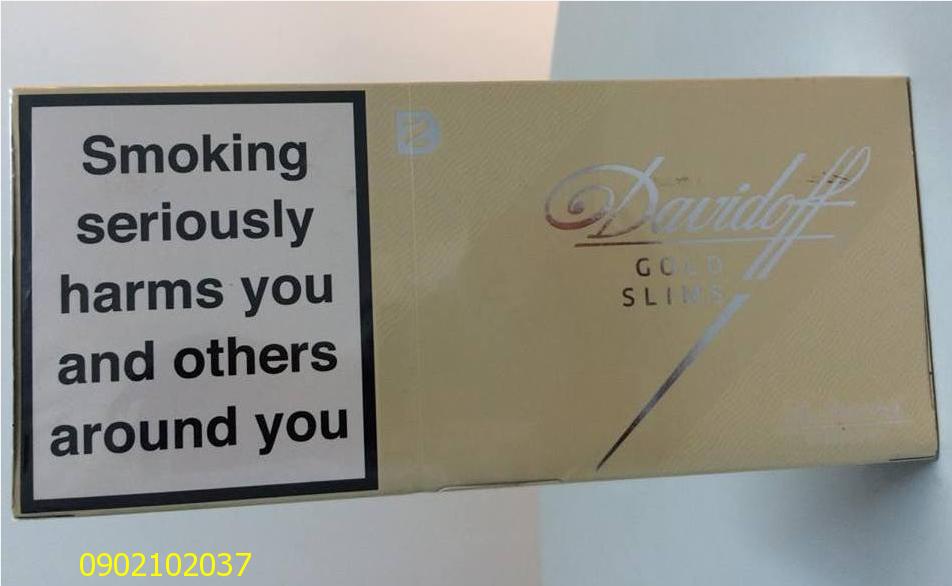 Smoking
seriously
harms you
and others
around you
Davidoff
GOLD
SLIMS
0902102037